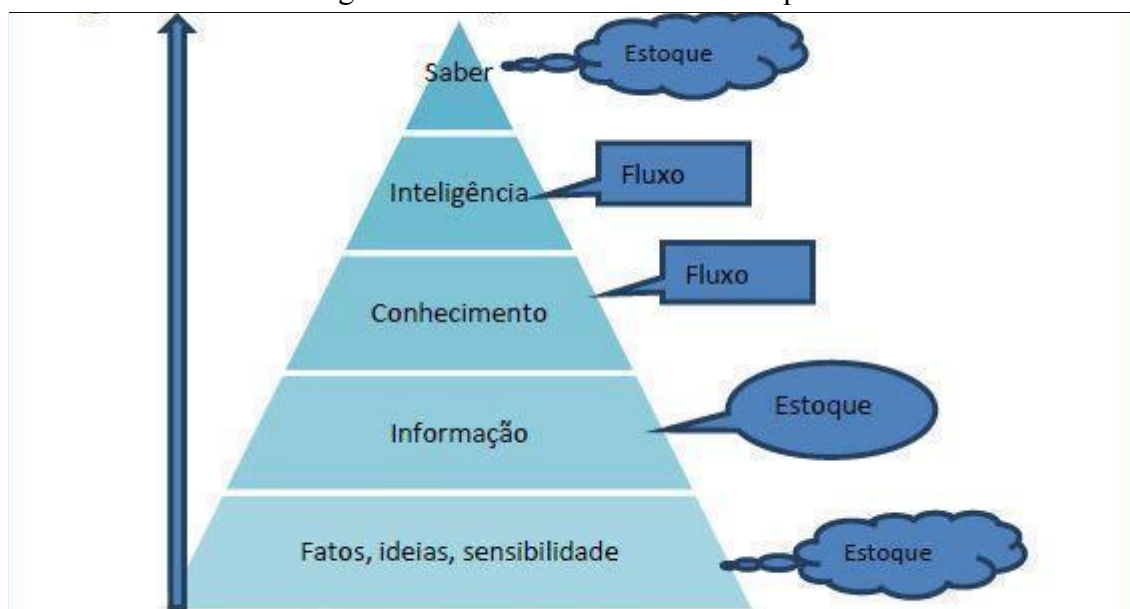 Saber
Estoque
Inteligência
Fluxo
Conhecimento
Fluxo
Informação
Estoque
Fatos, ideias, sensibilidade
Estoque